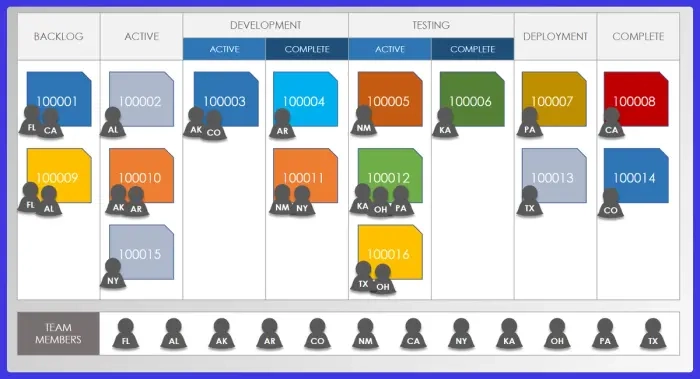 BACKLOG
ACTIVE
DEVELOPMENT
TESTING
DEPLOYMENT
COMPLETE
ACTIVE
COMPLETE
ACTIVE
COMPLETE
100001
FL
CA
100002
AL
100003
AK
CO
100004
AR
100005
NM
100006
KA
100007
PA
100008
CA
100009
FL
AL
100010
AK
AR
100011
NM
NY
100012
KA
OH
PA
100013
TX
100014
CO
100015
NY
100016
TX
OH
TEAM
MEMBERS
FL
AL
AK
AR
CO
NM
CA
NY
KA
OH
PA
TX